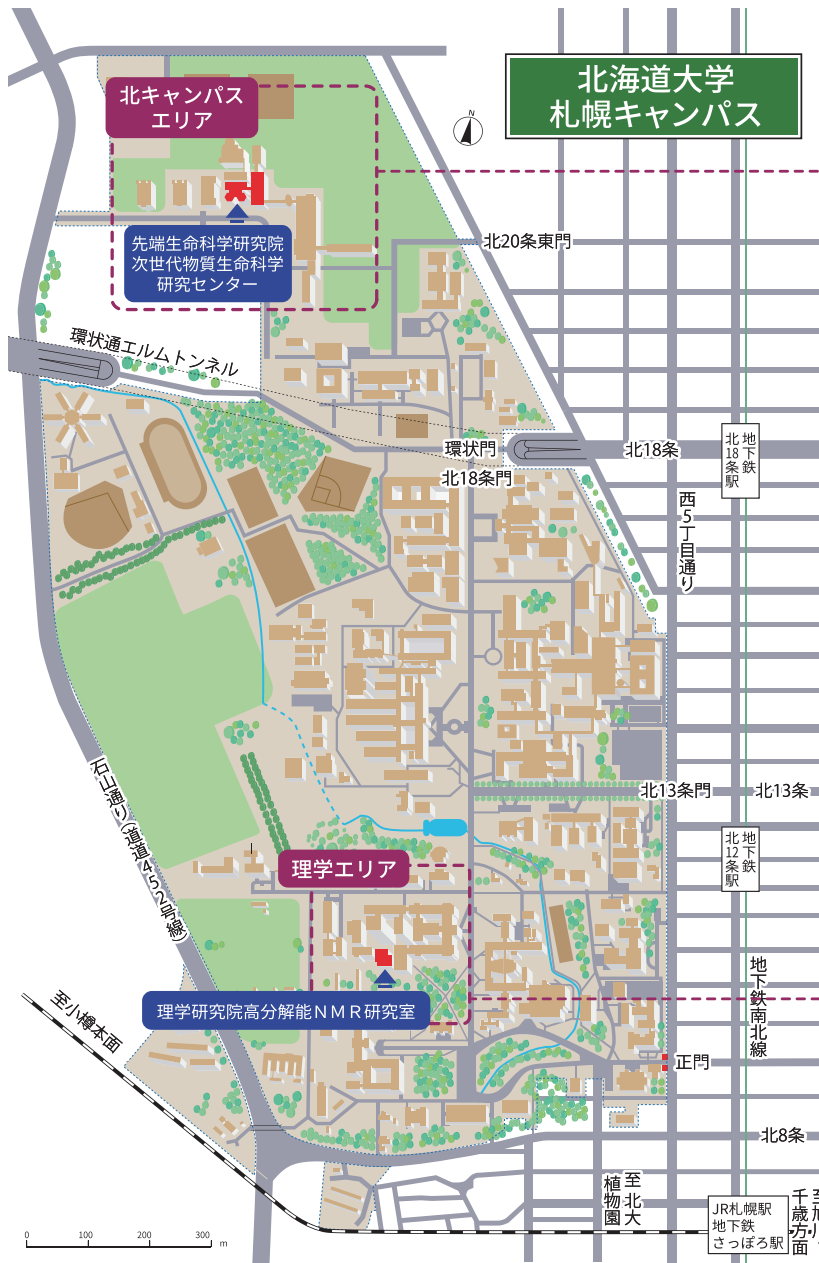 北海道大学
札幌キャンパス
北キャンパス
エリア
N
先端生命科学研究院
次世代物質生命科学
研究センター
北20条東門
環状通エルムトンネル
環状門
北18条
地下鉄
北18条駅
北18条門
西5丁目通り
石山通り(道道452号線)
北13条門
北13条
地下鉄
北12条駅
理学エリア
地下鉄南北線
理学研究院高分解能NMR研究室
至小樽本面
正門
北8条
至北大
植物園
JR札幌駅
地下鉄
さっぽろ駅
千歳方面
0 100 200 300 m